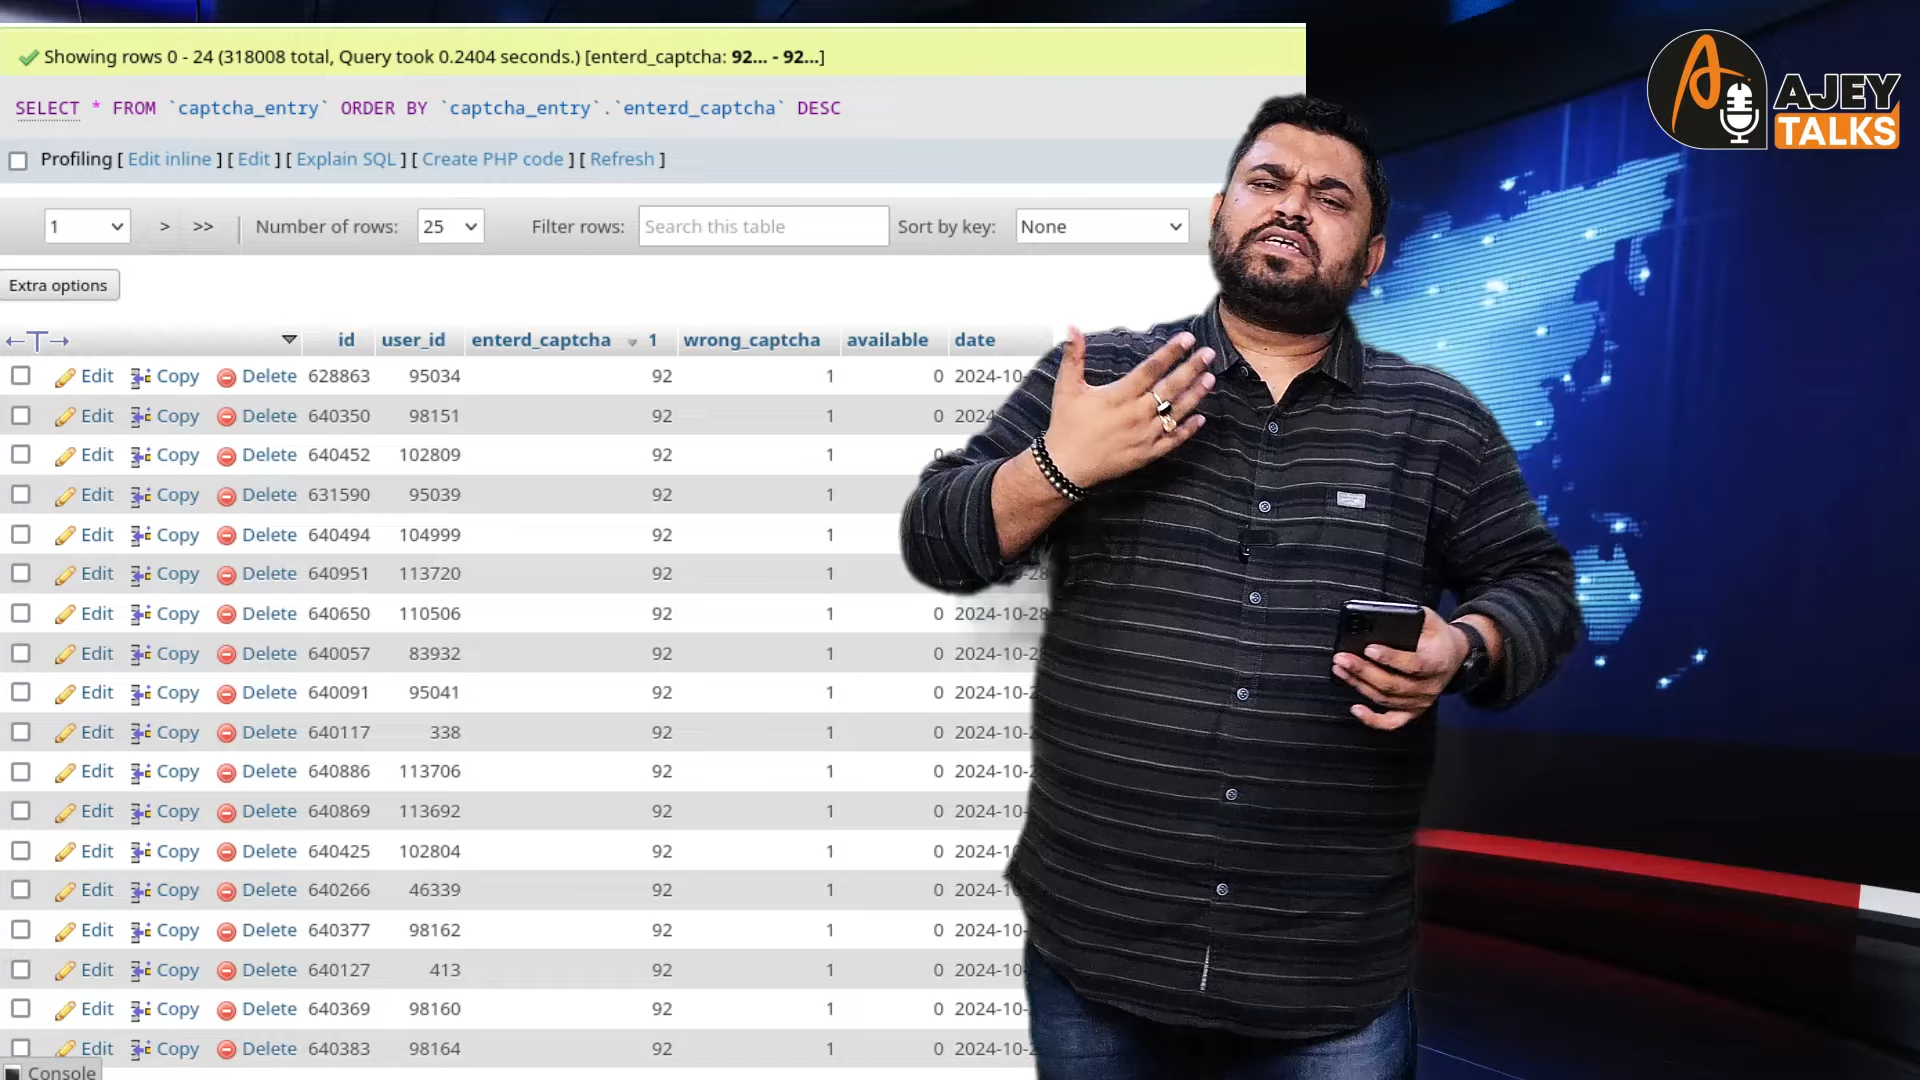 Showing rows 0 - 24 (318008 total, Query took 0.2404 seconds.) [enterd_captcha: 92... - 92...]
AJEY
TALKS
SELECT * FROM `captcha_entry` ORDER BY `captcha_entry`.`enterd_captcha` DESC
Profiling [ Edit inline ] [ Edit ] [ Explain SQL ] [ Create PHP code ] [ Refresh ]
1 > >> Number of rows: 25 Filter rows: Search this table Sort by key: None
Extra options
←T→ id user_id enterd_captcha 1 wrong_captcha available date
Edit Copy Delete 628863 95034 92 1 0 2024-10-
Edit Copy Delete 640350 98151 92 1 0 2024-
Edit Copy Delete 640452 102809 92 1 0
Edit Copy Delete 631590 95039 92 1
Edit Copy Delete 640494 104999 92 1
Edit Copy Delete 640951 113720 92 1 -28
Edit Copy Delete 640650 110506 92 1 0 2024-10-28
Edit Copy Delete 640057 83932 92 1 0 2024-10-28
Edit Copy Delete 640091 95041 92 1 0 2024-10-2
Edit Copy Delete 640117 338 92 1 0 2024-10-2
Edit Copy Delete 640886 113706 92 1 0 2024-10-2
Edit Copy Delete 640869 113692 92 1 0 2024-10-
Edit Copy Delete 640425 102804 92 1 0 2024-10
Edit Copy Delete 640266 46339 92 1 0 2024-1
Edit Copy Delete 640377 98162 92 1 0 2024-10
Edit Copy Delete 640127 413 92 1 0 2024-10-
Edit Copy Delete 640369 98160 92 1 0 2024-10-
Edit Copy Delete 640383 98164 92 1 0 2024-10-2
Console